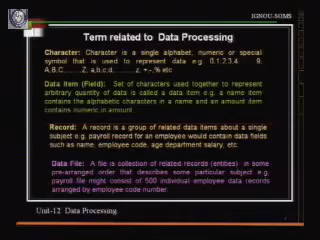 IGNOU-SOMS
Term related to Data Processing
Character: Character is a single alphabet, numeric or special
symbol that is used to represent data e.g. 0,1,2,3,4 9,
A,B,C.......Z, a,b,c,d,........z, +,-,% etc
Data Item (Field): Set of characters used together to represent
arbitrary quantity of data is called a data item e.g. a name item
contains the alphabetic characters in a name and an amount item
contains numeric in amount
Record: A record is a group of related data items about a single
subject e.g. payroll record for an employee would contain data fields
such as name, employee code, age department salary, etc.
Data File: A file is collection of related records (entities) in some
pre-arranged order that describes some particular subject e.g,
payroll file might consist of 500 individual employee data records
arranged by employee code number.
Unit-12 Data Processing